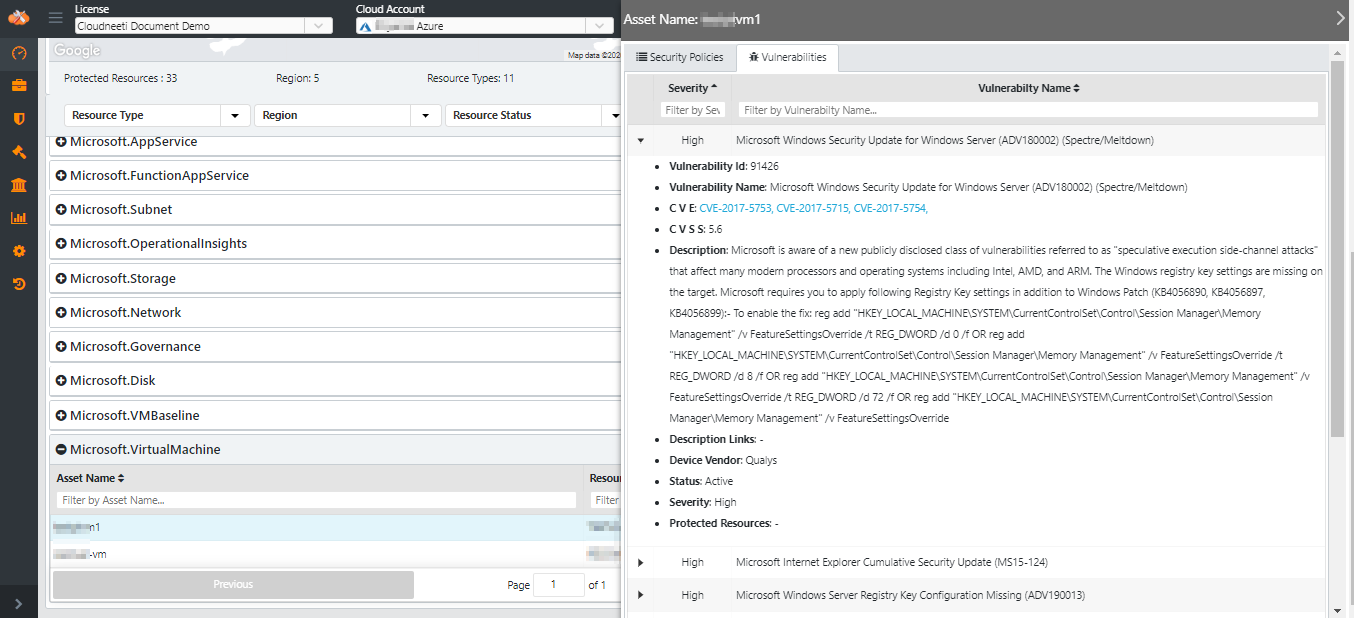 License
Cloudneeti Document Demo
Cloud Account
Azure
Google
Map data ©202
Protected Resources : 33
Region: 5
Resource Types: 11
Resource Type
Region
Resource Status
Microsoft.AppService
Microsoft.FunctionAppService
Microsoft.Subnet
Microsoft.OperationalInsights
Microsoft.Storage
Microsoft.Network
Microsoft.Governance
Microsoft.Disk
Microsoft.VMBaseline
Microsoft.VirtualMachine
Asset Name
Resou
Filter by Asset Name...
Filter
m1
-vm
Previous
Page
1
of 1
Asset Name: vm1
Security Policies
Vulnerabilities
Severity
Vulnerabilty Name
Filter by Sev
Filter by Vulnerabilty Name...
High
Microsoft Windows Security Update for Windows Server (ADV180002) (Spectre/Meltdown)
Vulnerability Id: 91426
Vulnerability Name: Microsoft Windows Security Update for Windows Server (ADV180002) (Spectre/Meltdown)
C V E: CVE-2017-5753, CVE-2017-5715, CVE-2017-5754,
C V S S: 5.6
Description: Microsoft is aware of a new publicly disclosed class of vulnerabilities referred to as "speculative execution side-channel attacks"
that affect many modern processors and operating systems including Intel, AMD, and ARM. The Windows registry key settings are missing on
the target. Microsoft requires you to apply following Registry Key settings in addition to Windows Patch (KB4056890, KB4056897,
KB4056899):- To enable the fix: reg add "HKEY_LOCAL_MACHINE\SYSTEM\CurrentControlSet\Control\Session Manager\Memory
Management" /v FeatureSettingsOverride /t REG_DWORD /d 0 /f OR reg add
"HKEY_LOCAL_MACHINE\SYSTEM\CurrentControlSet\Control\Session Manager\Memory Management" /v FeatureSettingsOverride /t
REG_DWORD /d 8 /f OR reg add "HKEY_LOCAL_MACHINE\SYSTEM\CurrentControlSet\Control\Session Manager\Memory Management" /v
FeatureSettingsOverride /t REG_DWORD /d 72 /f OR reg add "HKEY_LOCAL_MACHINE\SYSTEM\CurrentControlSet\Control\Session
Manager\Memory Management" /v FeatureSettingsOverride
Description Links: -
Device Vendor: Qualys
Status: Active
Severity: High
Protected Resources: -
High
Microsoft Internet Explorer Cumulative Security Update (MS15-124)
High
Microsoft Windows Server Registry Key Configuration Missing (ADV190013)